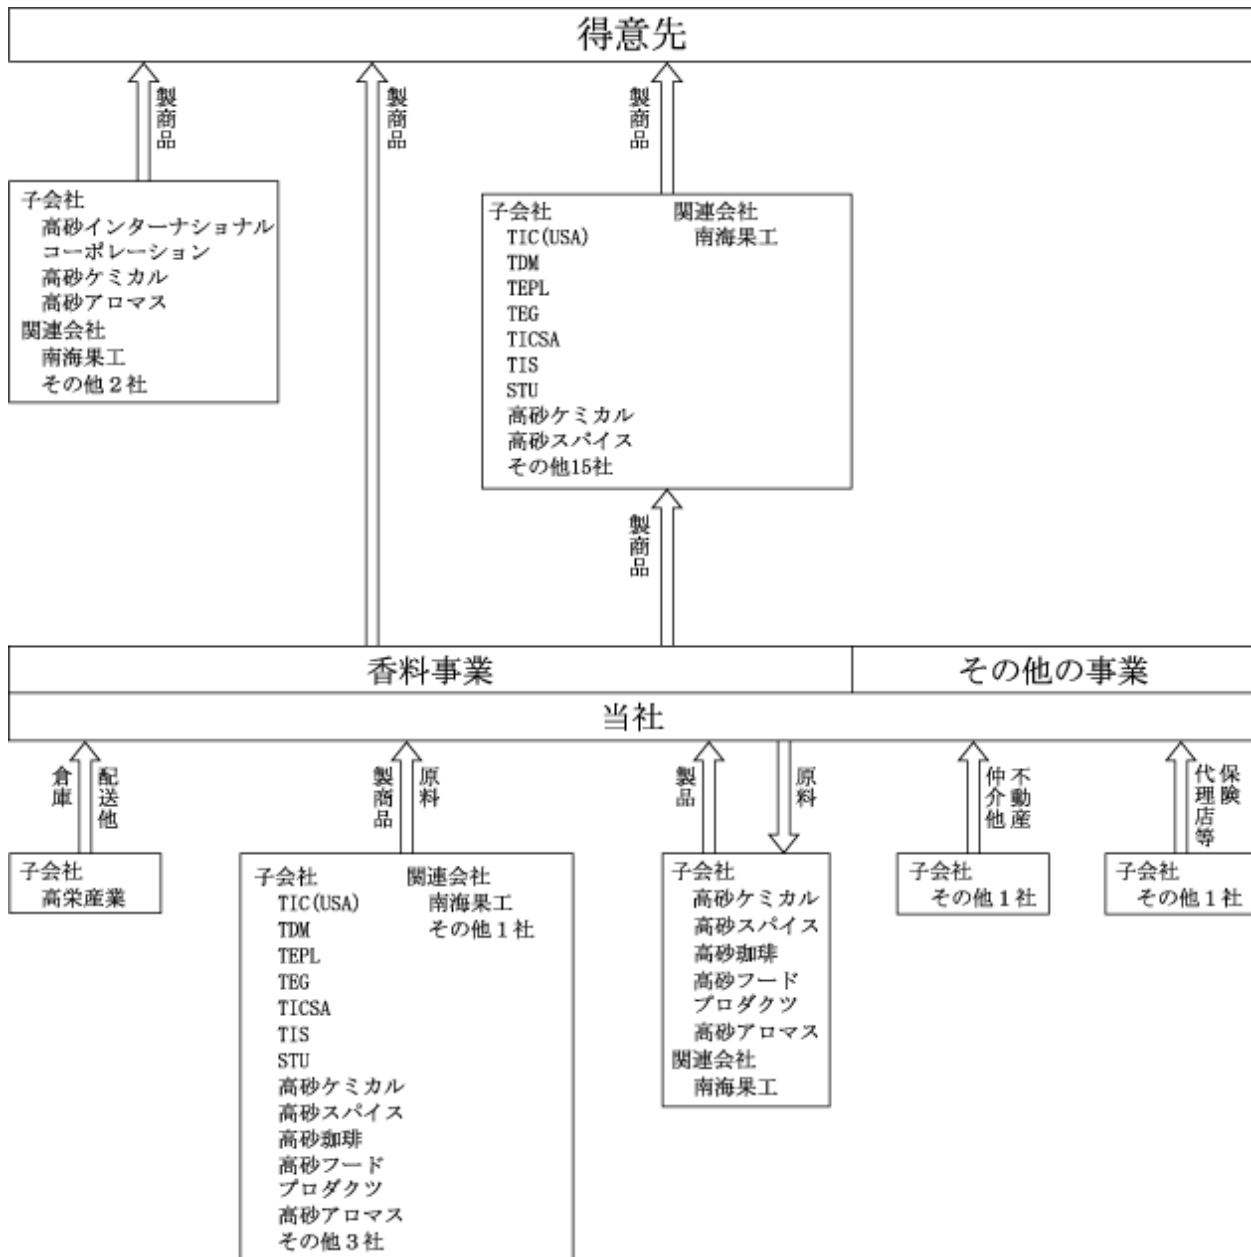 得意先
製商品
製商品
製商品
子会社
高砂インターナショナル
コーポレーション
高砂ケミカル
高砂アロマス
関連会社
南海果工
その他２社
子会社
TIC(USA)
TDM
TEPL
TEG
TICSA
TIS
STU
高砂ケミカル
高砂スパイス
その他15社
関連会社
南海果工
製商品
香料事業
その他の事業
当社
倉庫
配送他
製商品
原料
製品
原料
不動産
仲介他
保険
代理店等
子会社
高栄産業
子会社
TIC(USA)
TDM
TEPL
TEG
TICSA
TIS
STU
高砂ケミカル
高砂スパイス
高砂珈琲
高砂フード
プロダクツ
高砂アロマス
その他３社
関連会社
南海果工
その他１社
子会社
高砂ケミカル
高砂スパイス
高砂珈琲
高砂フード
プロダクツ
高砂アロマス
関連会社
南海果工
子会社
その他１社
子会社
その他１社